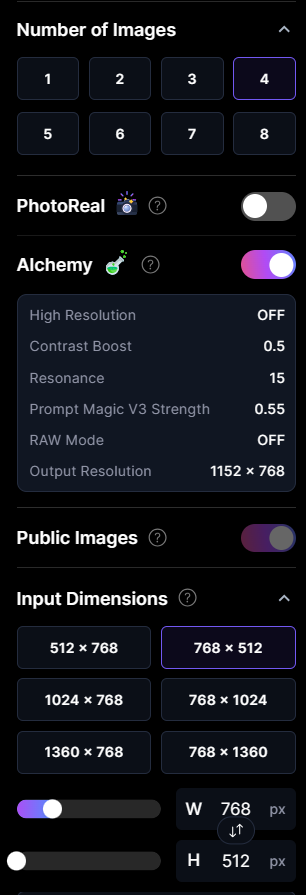 Number of Images
1 2 3 4
5 6 7 8
PhotoReal ?
Alchemy ?
High Resolution OFF
Contrast Boost 0.5
Resonance 15
Prompt Magic V3 Strength 0.55
RAW Mode OFF
Output Resolution 1152 × 768
Public Images ?
Input Dimensions ?
512 × 768 768 × 512
1024 × 768 768 × 1024
1360 × 768 768 × 1360
W 768 px
H 512 px